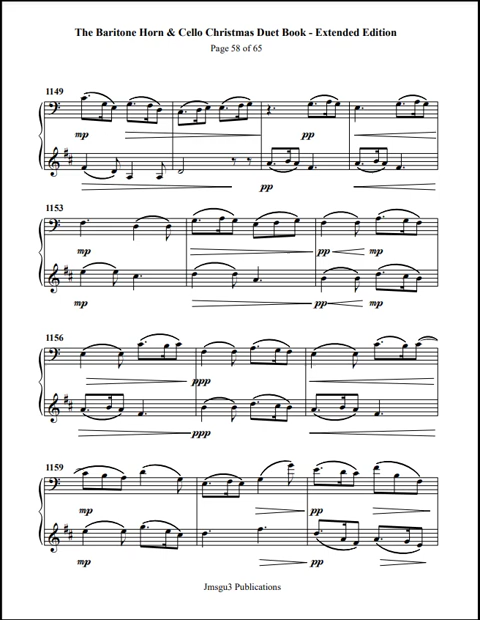 The Baritone Horn & Cello Christmas Duet Book - Extended Edition
Page 58 of 65
1149
mp
pp
pp
1153
mp
pp
mp
mp
pp
mp
1156
ppp
ppp
1159
mp
pp
mp
pp
Jmsgu3 Publications